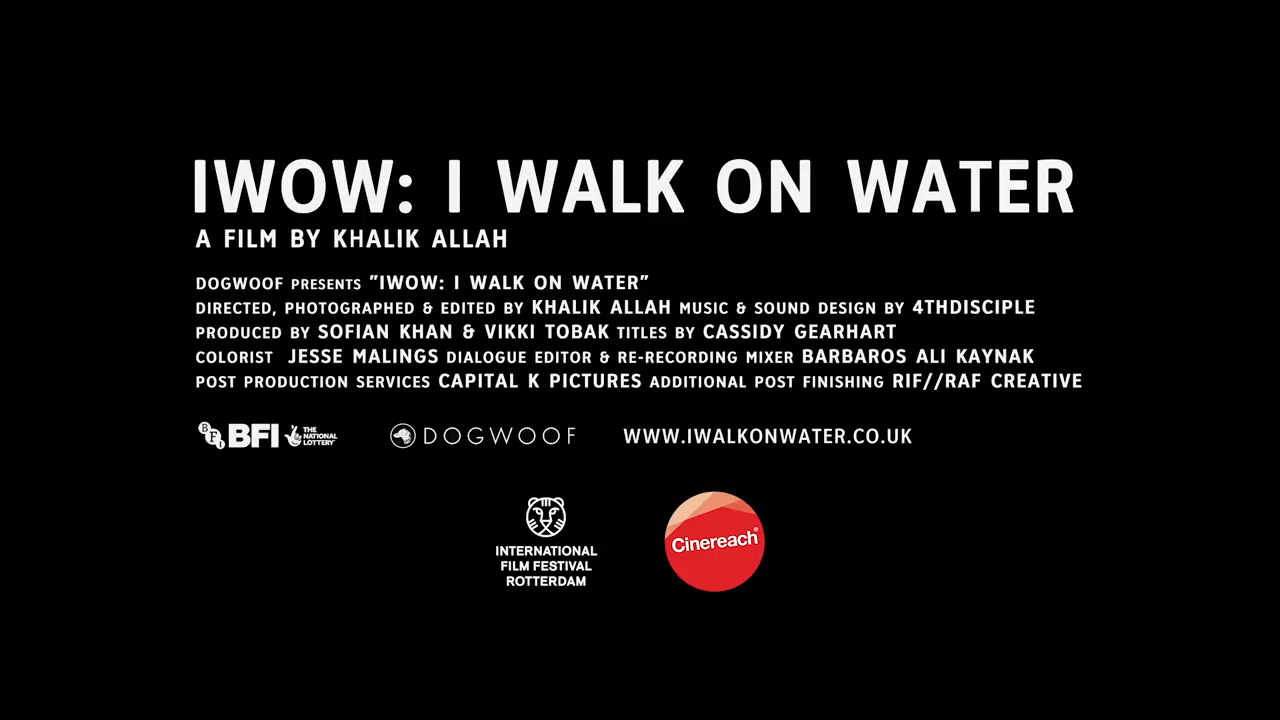 IWOW: I WALK ON WATER
A FILM BY KHALIK ALLAH
DOGWOOF PRESENTS "IWOW: I WALK ON WATER"
DIRECTED, PHOTOGRAPHED & EDITED BY KHALIK ALLAH MUSIC & SOUND DESIGN BY 4THDISCIPLE
PRODUCED BY SOFIAN KHAN & VIKKI TOBAK TITLES BY CASSIDY GEARHART
COLORIST JESSE MALINGS DIALOGUE EDITOR & RE-RECORDING MIXER BARBAROS ALI KAYNAK
POST PRODUCTION SERVICES CAPITAL K PICTURES ADDITIONAL POST FINISHING RIF//RAF CREATIVE
BFI BFI THE NATIONAL LOTTERY DOGWOOF WWW.IWALKONWATER.CO.UK
INTERNATIONAL
FILM FESTIVAL
ROTTERDAM
Cinereach®